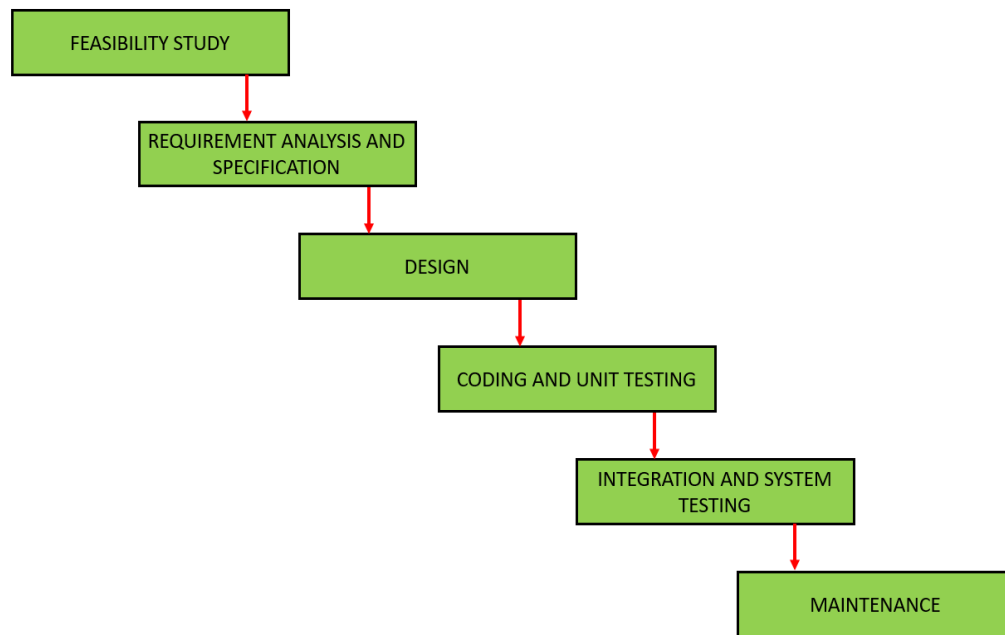 FEASIBILITY STUDY
REQUIREMENT ANALYSIS AND
SPECIFICATION
DESIGN
CODING AND UNIT TESTING
INTEGRATION AND SYSTEM
TESTING
MAINTENANCE